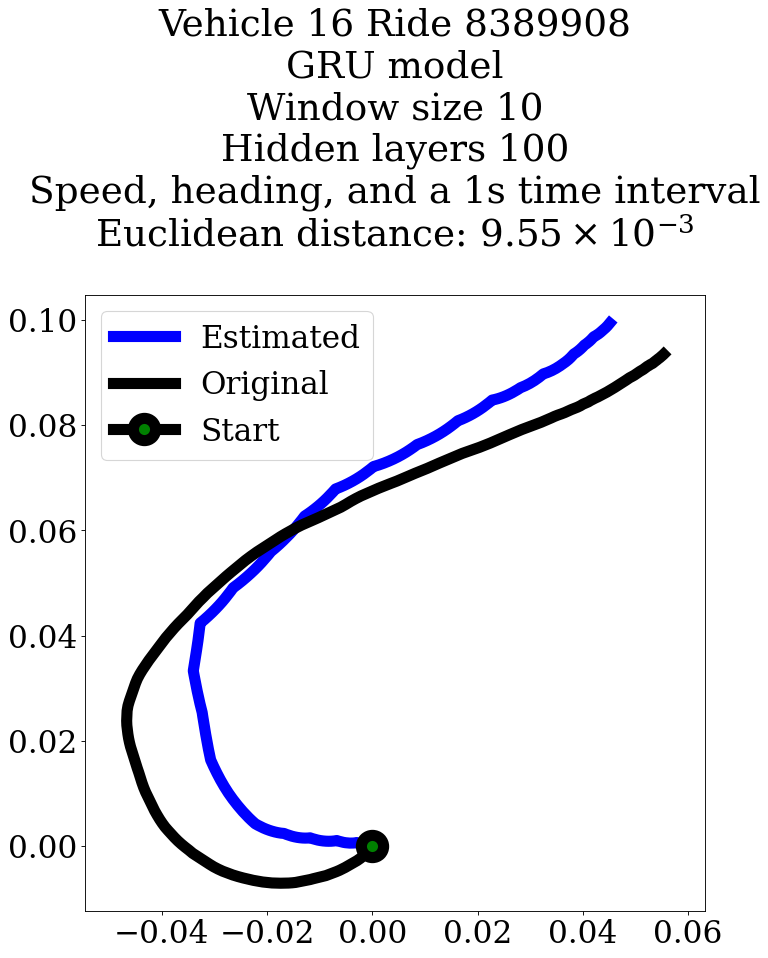 Vehicle 16 Ride 8389908
GRU model
Window size 10
Hidden layers 100
Speed, heading, and a 1s time interval
Euclidean distance: 9.55 × 10⁻³
Estimated
Original
Start
0.10
0.08
0.06
0.04
0.02
0.00
−0.04 −0.02 0.00 0.02 0.04 0.06